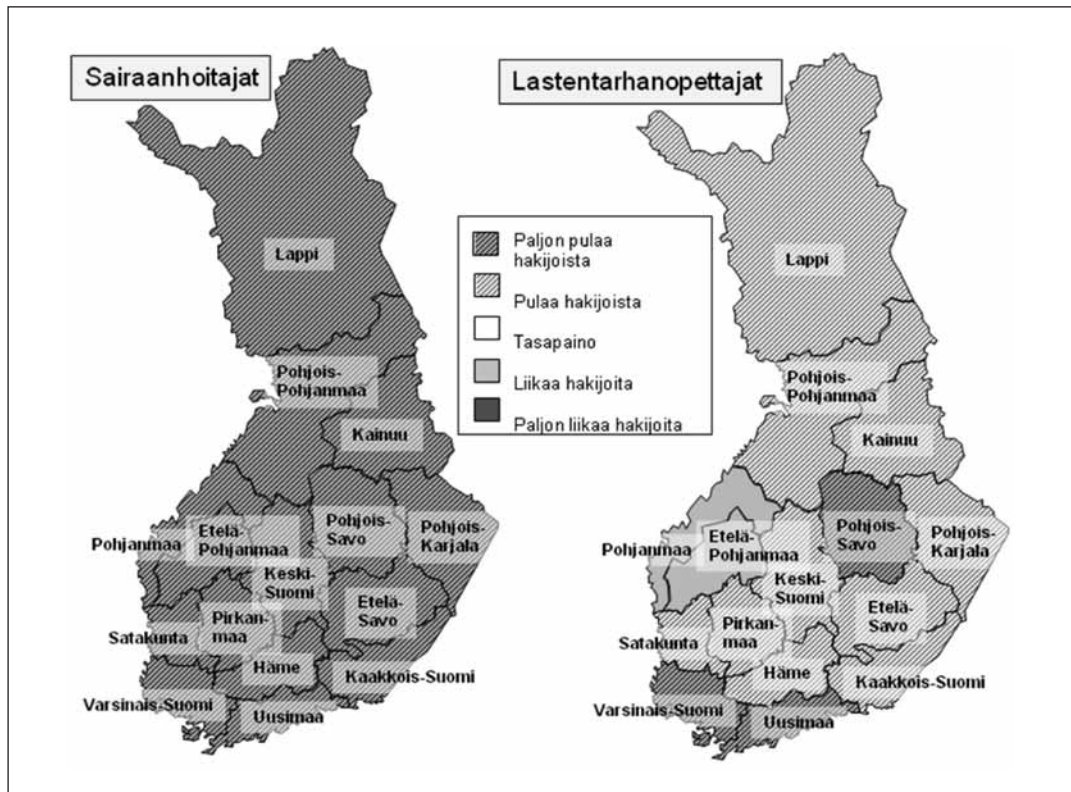 Sairaanhoitajat
Lappi
Pohjois-
Pohjanmaa
Kainuu
Pohjanmaa
Etelä-
Pohjanmaa
Pohjois-
Savo
Pohjois-
Karjala
Keski-
Suomi
Etelä-
Savo
Satakunta
Pirkan-
maa
Häme
Kaakkois-Suomi
Varsinais-Suomi
Uusimaa
Paljon pulaa
hakijoista
Pulaa hakijoista
Tasapaino
Liikaa hakijoita
Paljon liikaa hakijoita
Lastentarhanopettajat
Lappi
Pohjois-
Pohjanmaa
Kainuu
Pohjanmaa
Etelä-
Pohjanmaa
Pohjois-
Savo
Pohjois-
Karjala
Keski-
Suomi
Etelä-
Savo
Satakunta
Pirkan-
maa
Häme
Kaakkois-Suomi
Varsinais-Suomi
Uusimaa